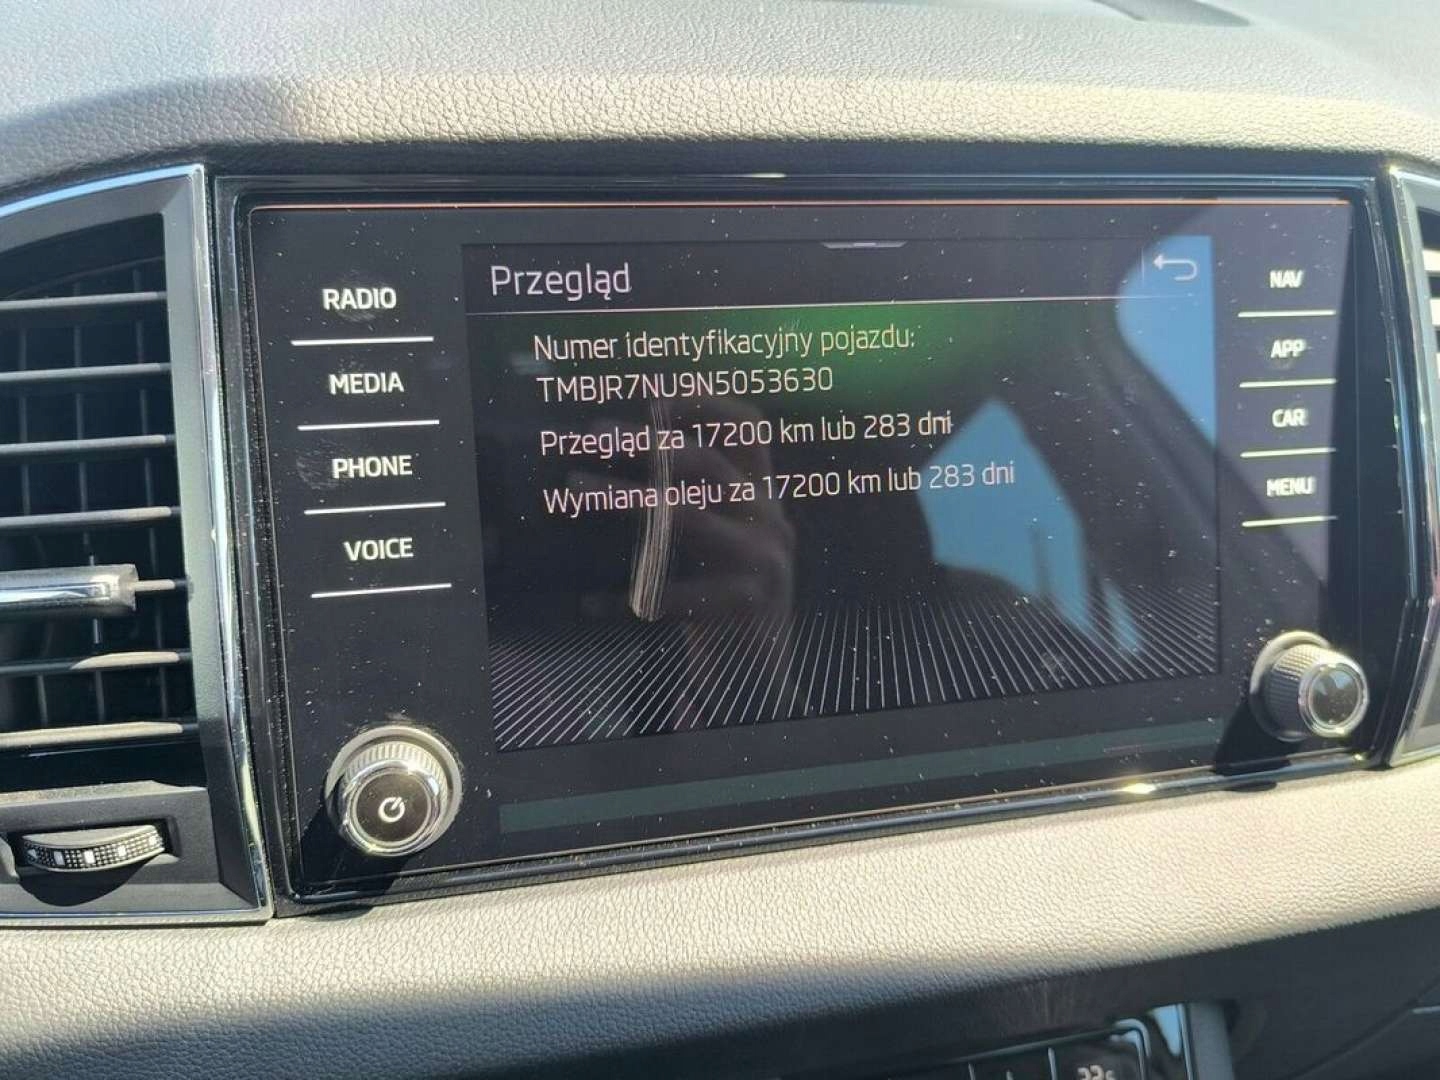 Przegląd
RADIO
MEDIA
PHONE
VOICE
Numer identyfikacyjny pojazdu:
TMBJR7NU9N5053630
Przegląd za 17200 km lub 283 dni
Wymiana oleju za 17200 km lub 283 dni
NAV
APP
CAR
MENU